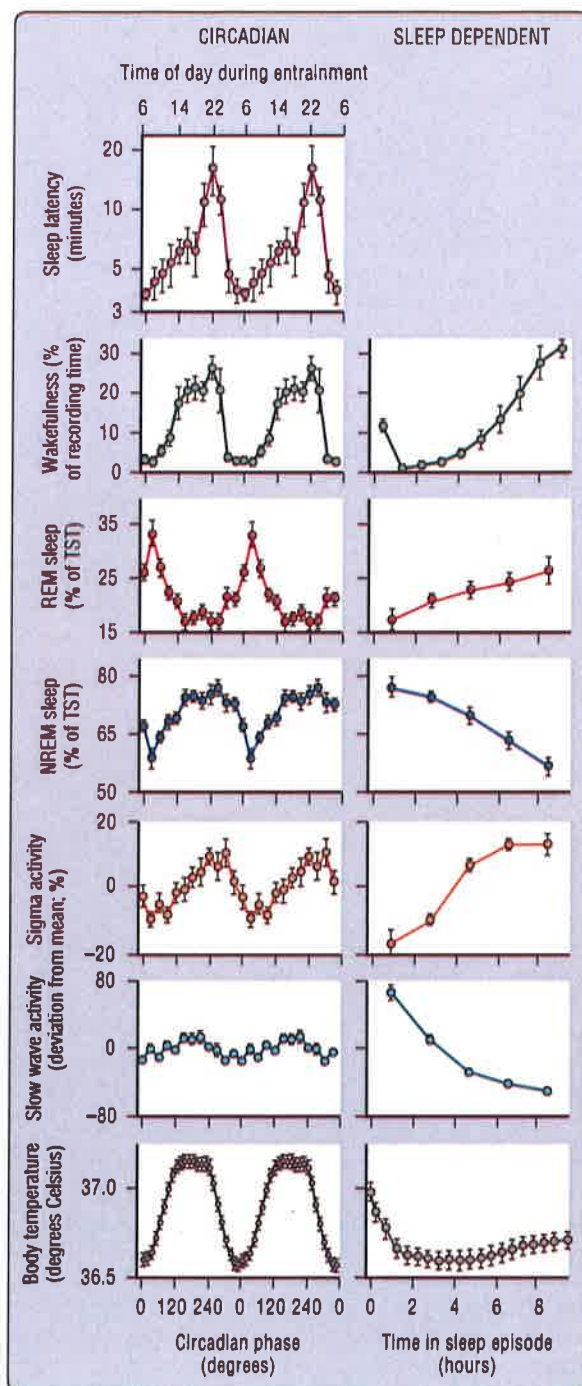 CIRCADIAN
SLEEP DEPENDENT
Time of day during entrainment
6 14 22 6 14 22 6
Sleep latency
(minutes)
20
10
5
3
Wakefulness (%
of recording time)
30
20
10
0
REM sleep
(% of TST)
35
25
15
NREM sleep
(% of TST)
80
65
50
Sigma activity
(deviation from mean; %)
20
0
-20
Slow wave activity
80
0
-80
Body temperature
(degrees Celsius)
37.0
36.5
0 120 240 0 120 240 0
0 2 4 6 8
Circadian phase
(degrees)
Time in sleep episode
(hours)